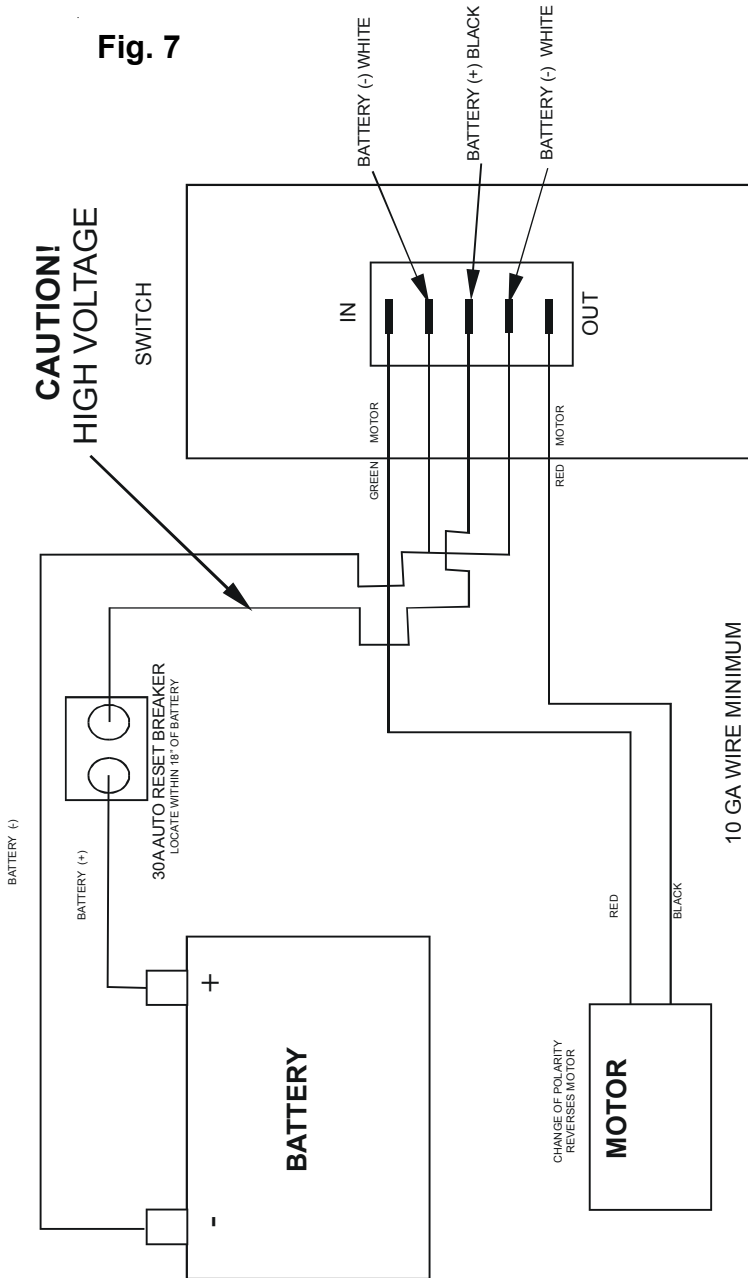 Fig. 7
BATTERY (-) WHITE
BATTERY (+) BLACK
BATTERY (-) WHITE
CAUTION!
HIGH VOLTAGE
SWITCH
IN
OUT
GREEN
MOTOR
RED
MOTOR
30A AUTO RESET BREAKER
LOCATE WITHIN 18" OF BATTERY
BATTERY (-)
BATTERY (+)
+
-
BATTERY
RED
BLACK
CHANGE OF POLARITY
REVERSES MOTOR
MOTOR
10 GA WIRE MINIMUM